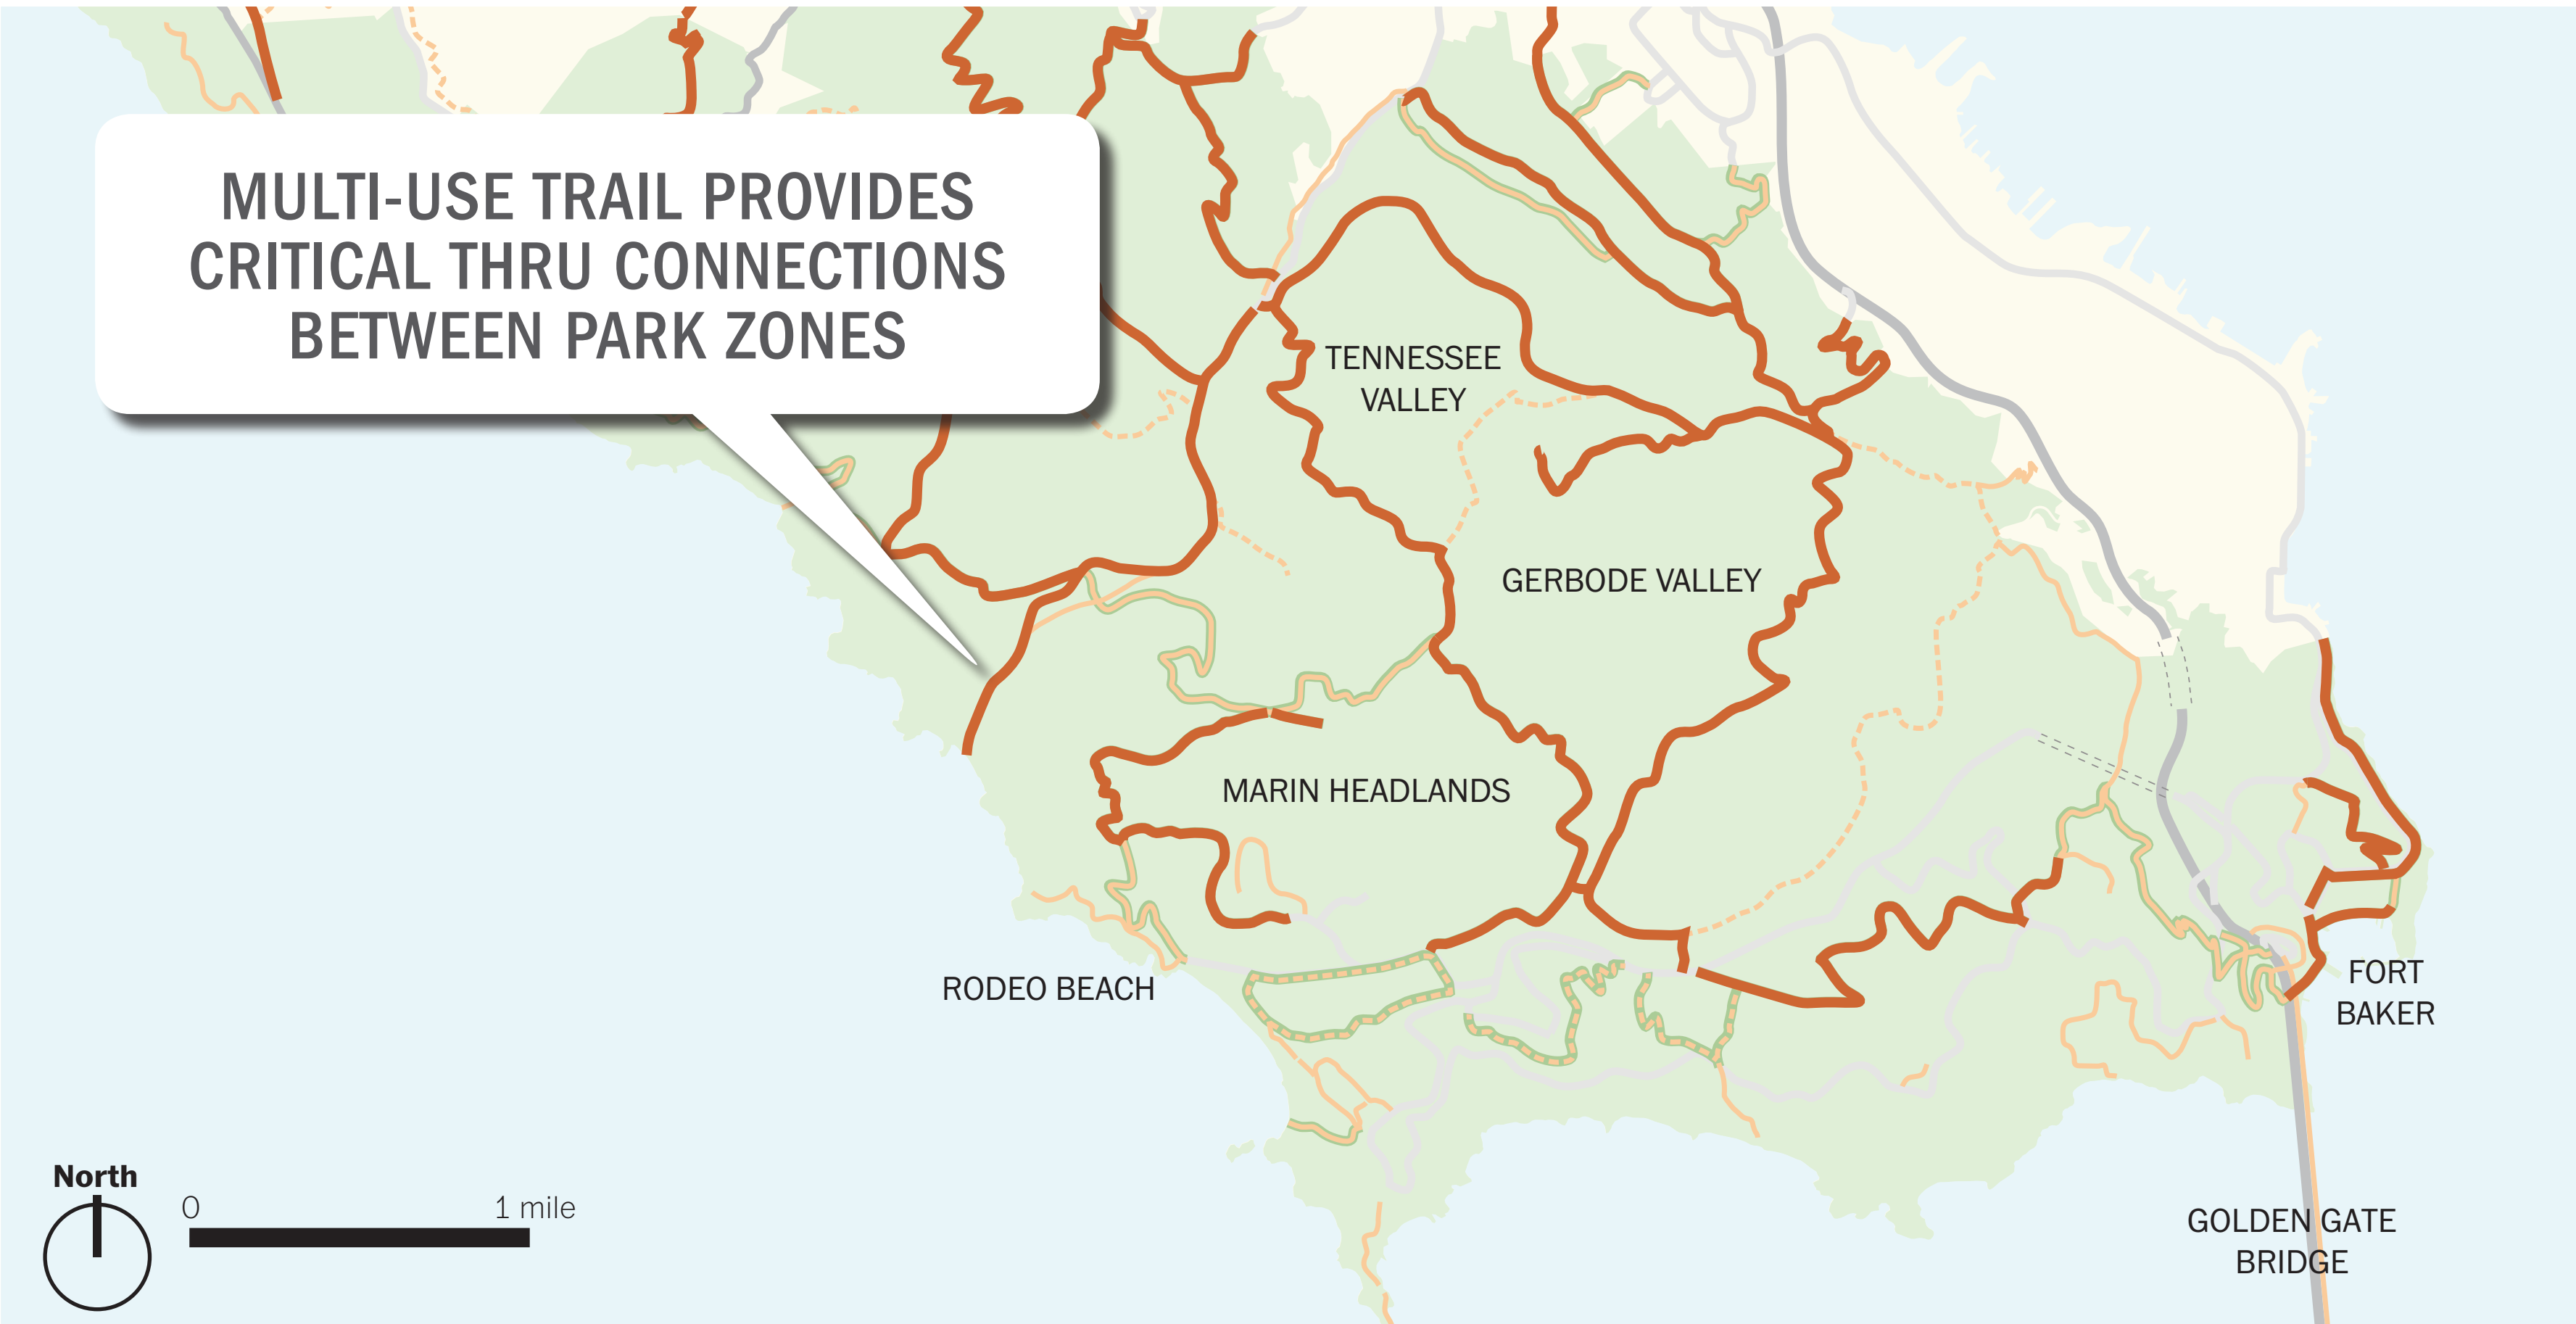 MULTI-USE TRAIL PROVIDES
CRITICAL THRU CONNECTIONS
BETWEEN PARK ZONES
TENNESSEE
VALLEY
GERBODE VALLEY
MARIN HEADLANDS
RODEO BEACH
FORT
BAKER
North
0 1 mile
GOLDEN GATE
BRIDGE